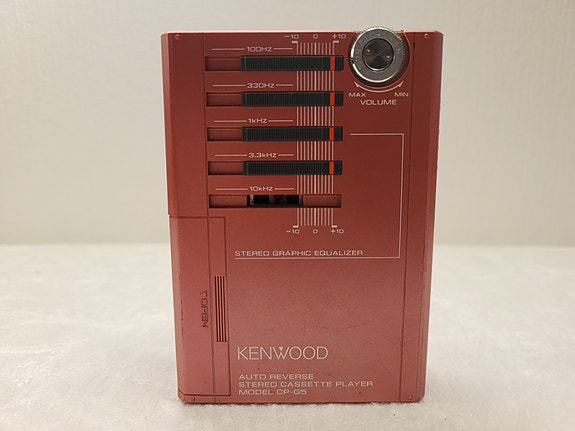 -10 0 +10
100Hz
330Hz
1kHz
3.3kHz
10kHz
-10 0 +10
MAX MIN
VOLUME
STEREO GRAPHIC EQUALIZER
OPEN
KENWOOD
AUTO REVERSE
STEREO CASSETTE PLAYER
MODEL CP-G5